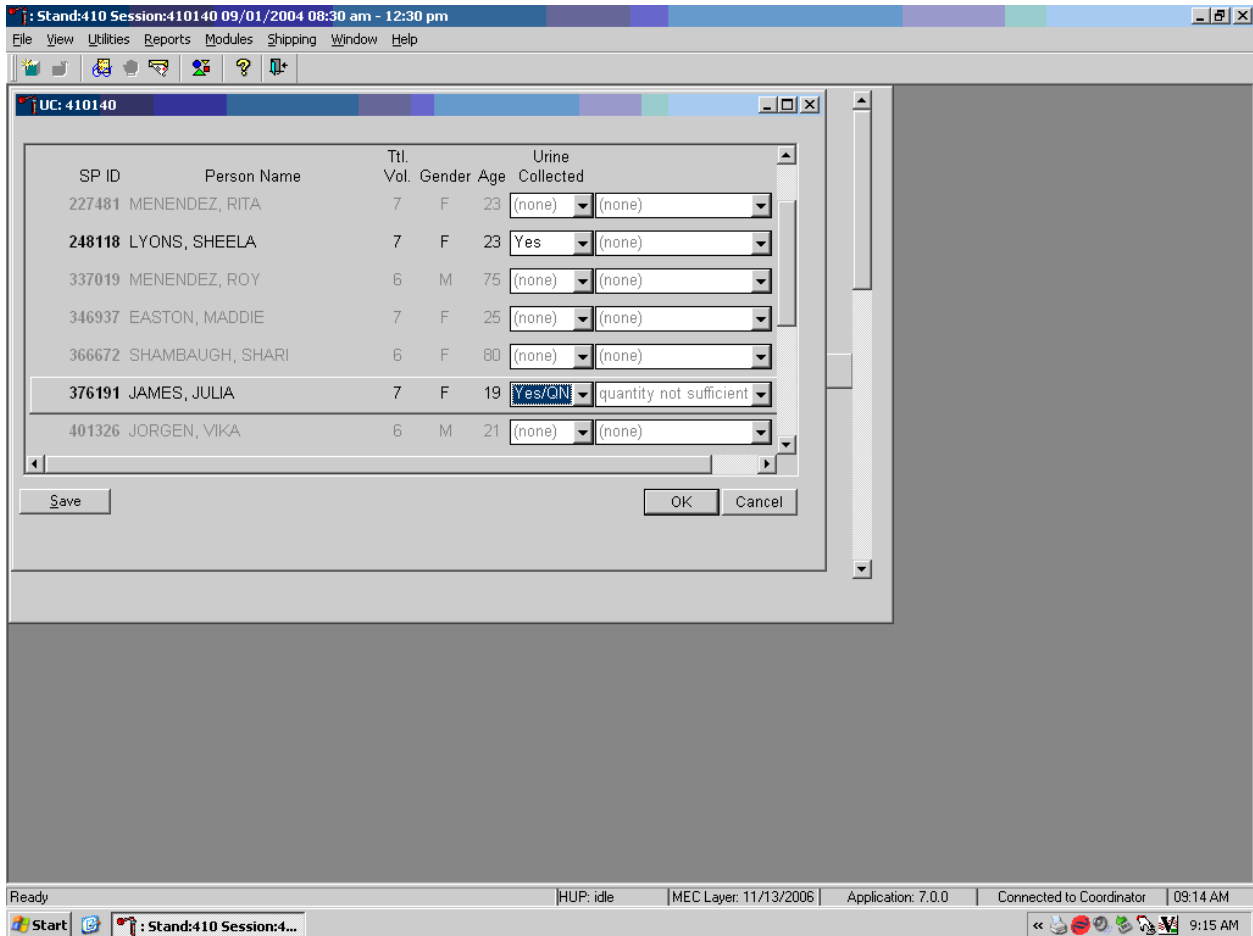 : Stand:410 Session:410140 09/01/2004 08:30 am - 12:30 pm
File View Utilities Reports Modules Shipping Window Help
UC: 410140
Ttl. Urine
SP ID Person Name Vol. Gender Age Collected
227481 MENENDEZ, RITA 7 F 23 (none) (none)
248118 LYONS, SHEELA 7 F 23 Yes (none)
337019 MENENDEZ, ROY 6 M 75 (none) (none)
346937 EASTON, MADDIE 7 F 25 (none) (none)
366672 SHAMBAUGH, SHARI 6 F 80 (none) (none)
376191 JAMES, JULIA 7 F 19 Yes/QN quantity not sufficient
401326 JORGEN, VIKA 6 M 21 (none) (none)
Save OK Cancel
Ready HUP: idle MEC Layer: 11/13/2006 Application: 7.0.0 Connected to Coordinator 09:14 AM
Start : Stand:410 Session:4... « 9:15 AM